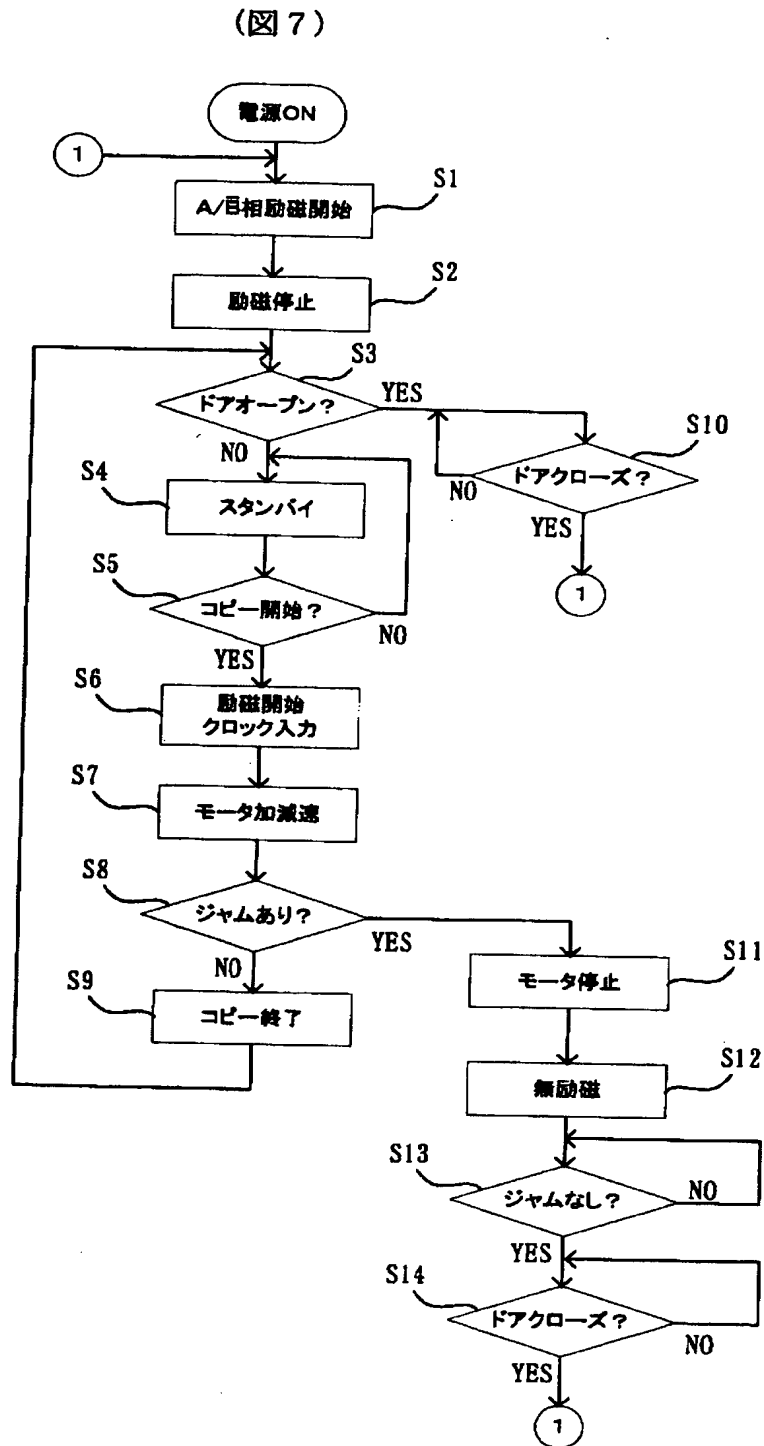 (図7)
電源ON
1
S1
A/B̅相励磁開始
S2
励磁停止
S3
ドアオープン?
YES
NO
S10
ドアクローズ?
NO
YES
1
S4
スタンバイ
S5
コピー開始?
NO
YES
S6
励磁開始
クロック入力
S7
モータ加減速
S8
ジャムあり?
YES
NO
S9
コピー終了
S11
モータ停止
S12
無励磁
S13
ジャムなし?
NO
YES
S14
ドアクローズ?
NO
YES
1